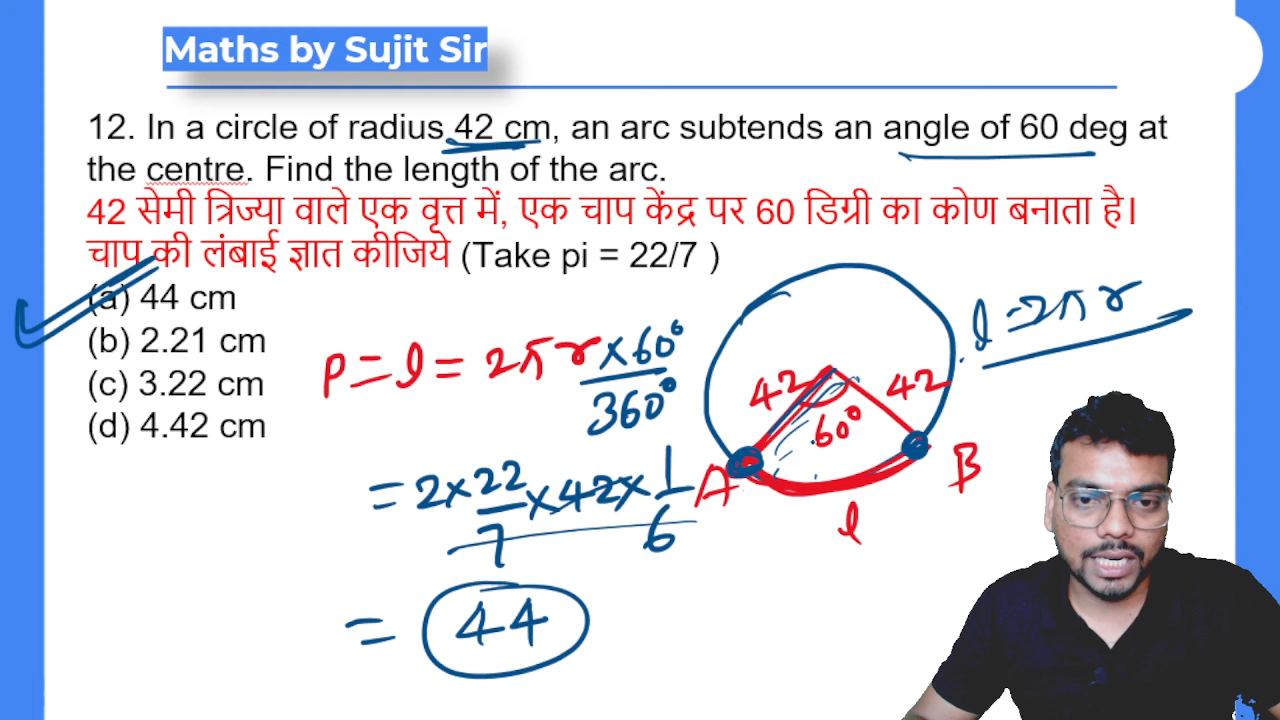 Maths by Sujit Sir
12. In a circle of radius 42 cm, an arc subtends an angle of 60 deg at
the centre. Find the length of the arc.
42 सेमी त्रिज्या वाले एक वृत्त में, एक चाप केंद्र पर 60 डिग्री का कोण बनाता है।
चाप की लंबाई ज्ञात कीजिये (Take pi = 22/7 )
(a) 44 cm
(b) 2.21 cm
(c) 3.22 cm
(d) 4.42 cm
P = l = 2πr × 60° / 360°
= 2 × 22/7 × 42 × 1/6
= 44
l = 2πr
42
42
60°
A
B
l